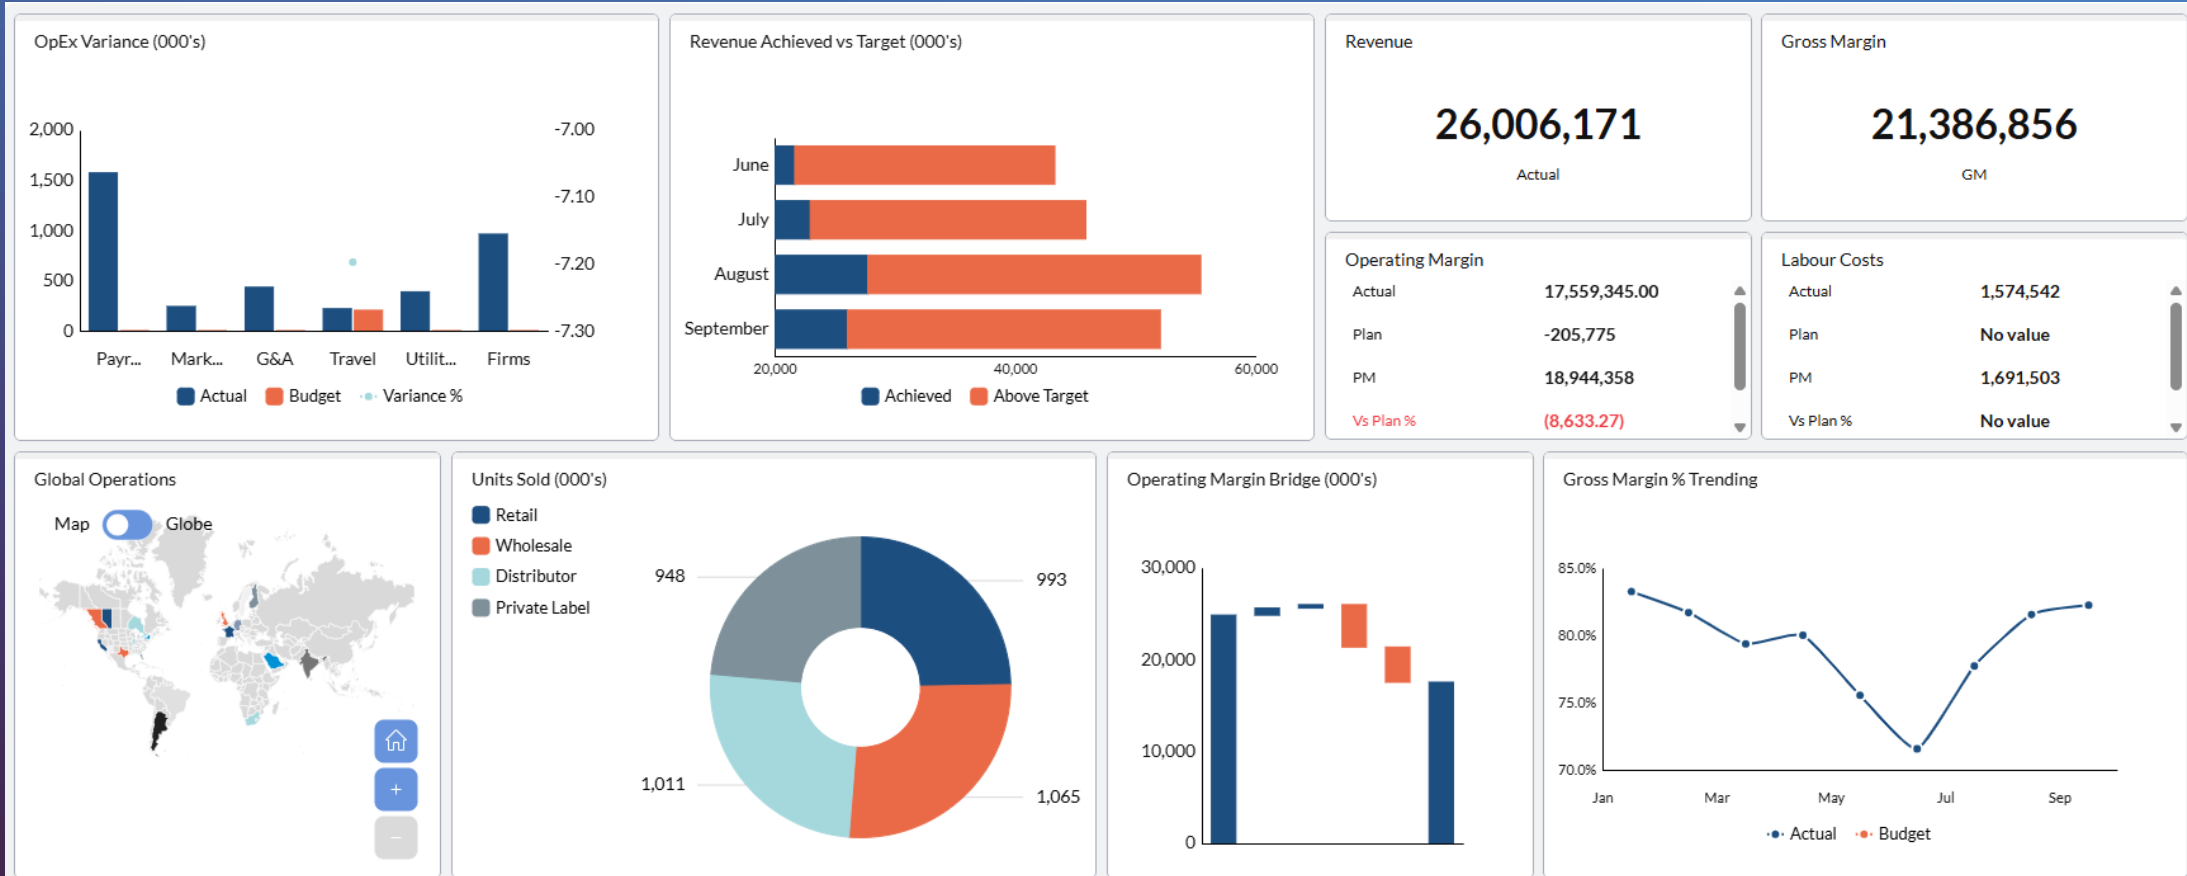 OpEx Variance (000's)
2,000
1,500
1,000
500
0
-7.00
-7.10
-7.20
-7.30
Payr...
Mark...
G&A
Travel
Utilit...
Firms
Actual
Budget
Variance %
Revenue Achieved vs Target (000's)
June
July
August
September
20,000
40,000
60,000
Achieved
Above Target
Revenue
26,006,171
Actual
Gross Margin
21,386,856
GM
Operating Margin
Actual 17,559,345.00
Plan -205,775
PM 18,944,358
Vs Plan % (8,633.27)
Labour Costs
Actual 1,574,542
Plan No value
PM 1,691,503
Vs Plan % No value
Global Operations
Map
Globe
+
−
Units Sold (000's)
Retail
Wholesale
Distributor
Private Label
948
993
1,011
1,065
Operating Margin Bridge (000's)
30,000
20,000
10,000
0
Gross Margin % Trending
85.0%
80.0%
75.0%
70.0%
Jan
Mar
May
Jul
Sep
Actual
Budget